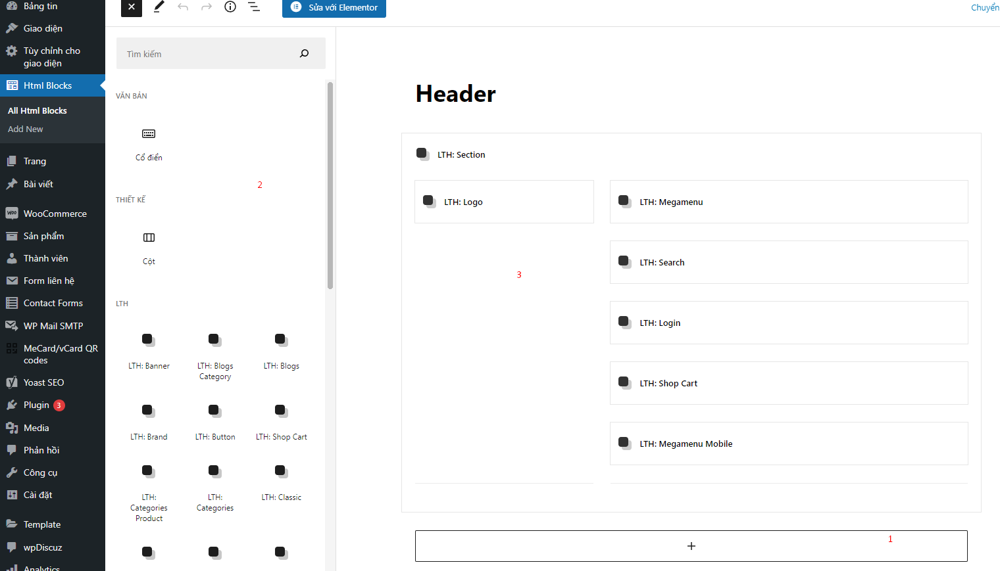 Bảng tin
Giao diện
Tùy chỉnh cho
giao diện
Html Blocks
All Html Blocks
Add New
Trang
Bài viết
WooCommerce
Sản phẩm
Thành viên
Form liên hệ
Contact Forms
WP Mail SMTP
MeCard/vCard QR
codes
Yoast SEO
Plugin 3
Media
Phản hồi
Công cụ
Cài đặt
Template
wpDiscuz
Analytics
Sửa với Elementor
Chuyển
Tìm kiếm
VĂN BẢN
Cổ điển
2
THIẾT KẾ
Cột
LTH
LTH: Banner
LTH: Blogs
Category
LTH: Blogs
LTH: Brand
LTH: Button
LTH: Shop Cart
LTH:
Categories
Product
LTH:
Categories
LTH: Classic
Header
LTH: Section
LTH: Logo
3
LTH: Megamenu
LTH: Search
LTH: Login
LTH: Shop Cart
LTH: Megamenu Mobile
1